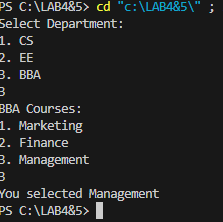 PS C:\LAB4&5> cd "c:\LAB4&5\" ;
Select Department:
1. CS
2. EE
3. BBA
3
BBA Courses:
1. Marketing
2. Finance
3. Management
3
You selected Management
PS C:\LAB4&5>